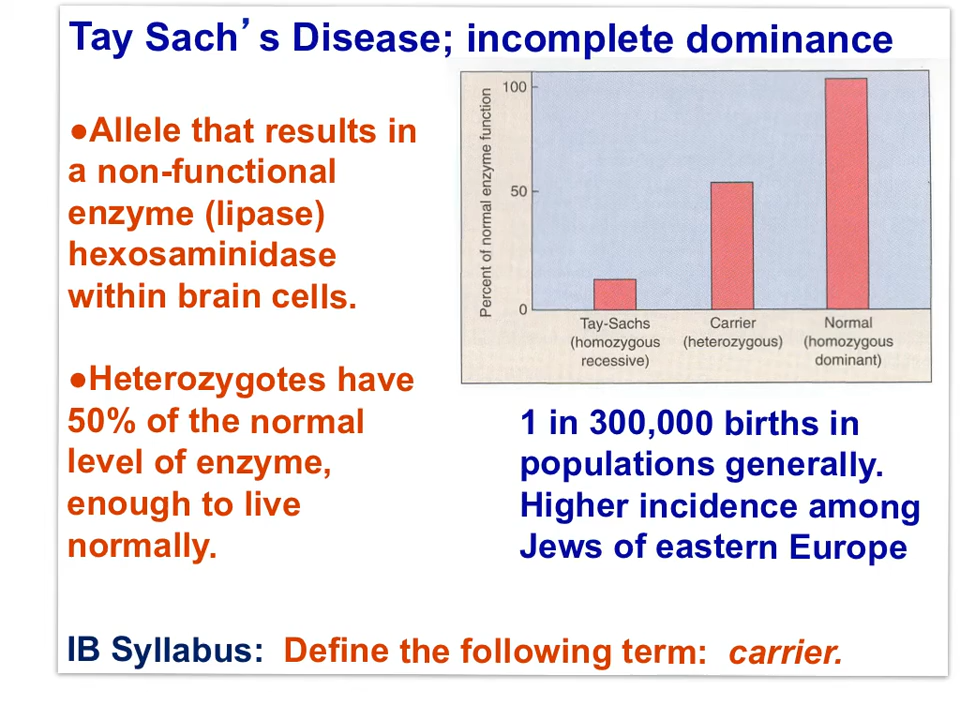 Tay Sach's Disease; incomplete dominance
●Allele that results in
a non-functional
enzyme (lipase)
hexosaminidase
within brain cells.
●Heterozygotes have
50% of the normal
level of enzyme,
enough to live
normally.
Percent of normal enzyme function
100
50
0
Tay-Sachs
(homozygous
recessive)
Carrier
(heterozygous)
Normal
(homozygous
dominant)
1 in 300,000 births in
populations generally.
Higher incidence among
Jews of eastern Europe
IB Syllabus: Define the following term: carrier.